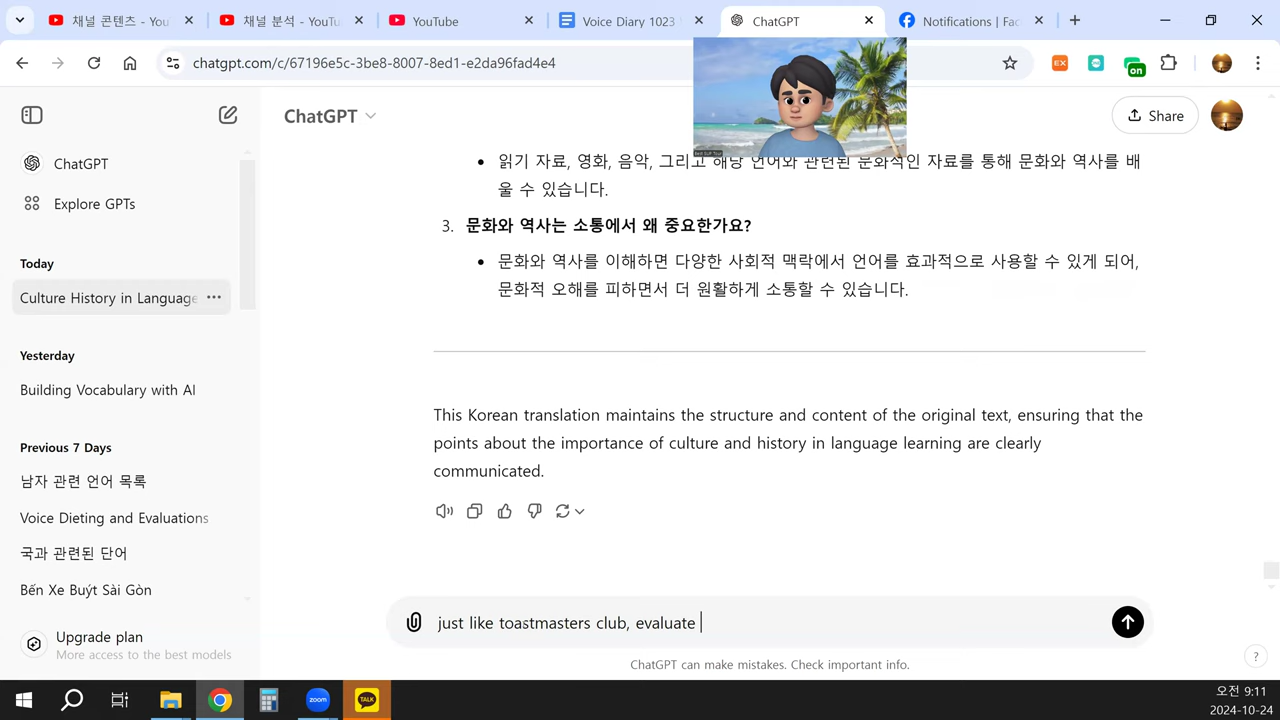 채널 콘텐츠 - You
채널 분석 - YouTu
YouTube
Voice Diary 1023
ChatGPT
Notifications | Fac
chatgpt.com/c/67196e5c-3be8-8007-8ed1-e2da96fad4e4
EX
on
ChatGPT
Share
ChatGPT
Explore GPTs
Today
Culture History in Language
Yesterday
Building Vocabulary with AI
Previous 7 Days
남자 관련 언어 목록
Voice Dieting and Evaluations
국과 관련된 단어
Bến Xe Buýt Sài Gòn
Upgrade plan
More access to the best models
• 읽기 자료, 영화, 음악, 그리고 해당 언어와 관련된 문화적인 자료를 통해 문화와 역사를 배
울 수 있습니다.
3. 문화와 역사는 소통에서 왜 중요한가요?
• 문화와 역사를 이해하면 다양한 사회적 맥락에서 언어를 효과적으로 사용할 수 있게 되어,
문화적 오해를 피하면서 더 원활하게 소통할 수 있습니다.
This Korean translation maintains the structure and content of the original text, ensuring that the
points about the importance of culture and history in language learning are clearly
communicated.
just like toastmasters club, evaluate
ChatGPT can make mistakes. Check important info.
?
zoom
TALK
오전 9:11
2024-10-24